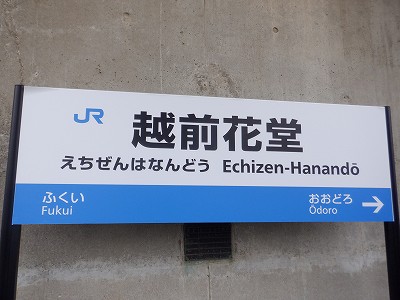 JR
越前花堂
えちぜんはなんどう Echizen-Hanandō
ふくい おおどろ
Fukui Ōdoro →